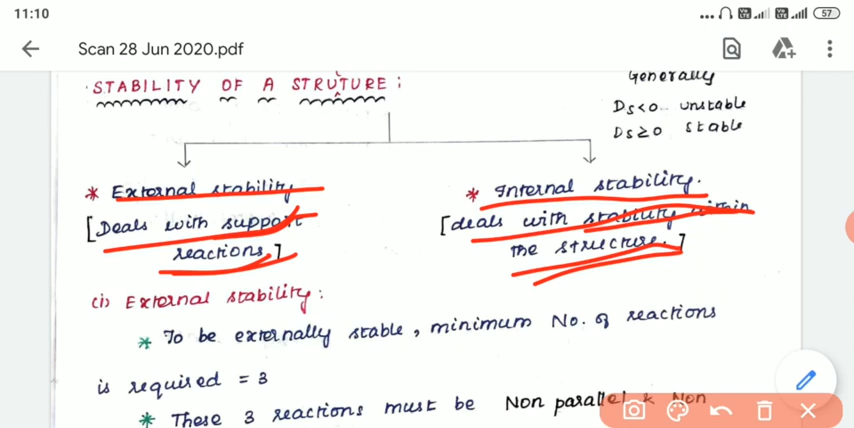 11:10
57
Scan 28 Jun 2020.pdf
STABILITY OF A STRUTURE :
Generally
Ds<0 unstable
Ds≥0 stable
* External stability
[Deals with support
reactions.]
* Internal stability.
[deals with stability within
the structure.]
(i) External stability :
* To be externally stable, minimum No. of reactions
is required = 3
* These 3 reactions must be Non parallel & Non